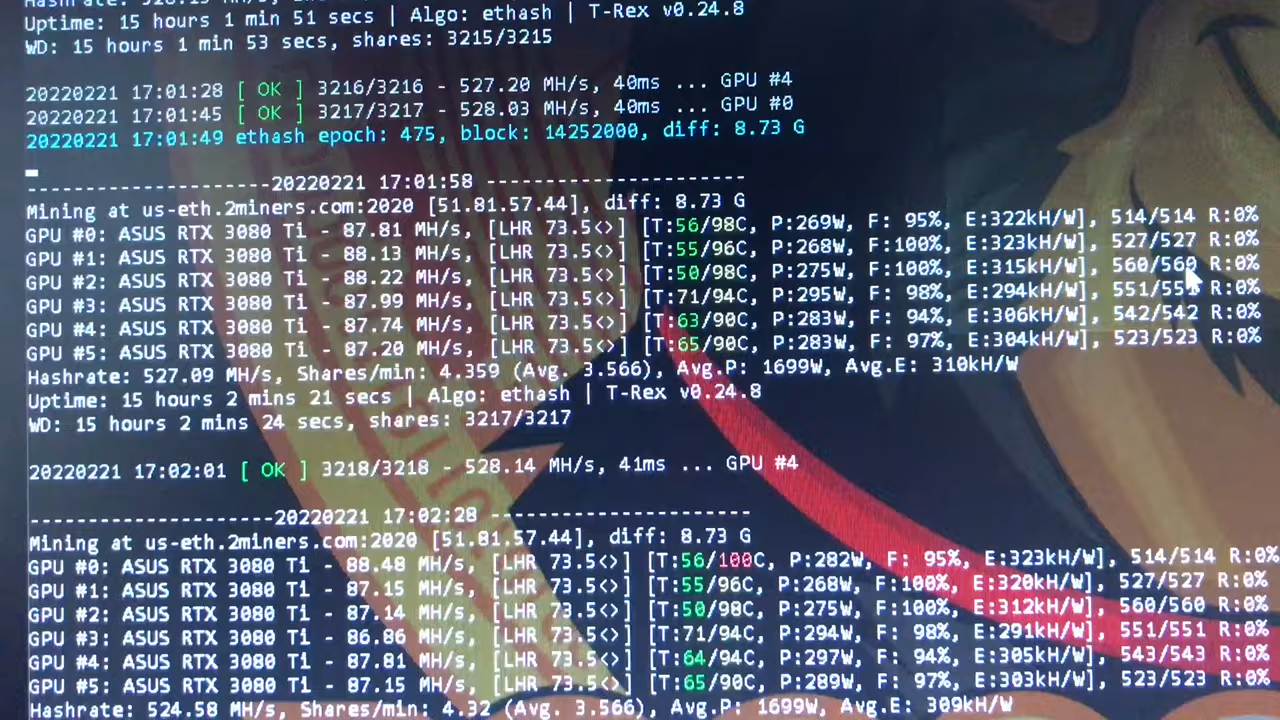 Uptime: 15 hours 1 min 51 secs | Algo: ethash | T-Rex v0.24.8
WD: 15 hours 1 min 53 secs, shares: 3215/3215
20220221 17:01:28 [ OK ] 3216/3216 - 527.20 MH/s, 40ms ... GPU #4
20220221 17:01:45 [ OK ] 3217/3217 - 528.03 MH/s, 40ms ... GPU #0
20220221 17:01:49 ethash epoch: 475, block: 14252000, diff: 8.73 G
---------------------20220221 17:01:58 ----------------------
Mining at us-eth.2miners.com:2020 [51.81.57.44], diff: 8.73 G
GPU #0: ASUS RTX 3080 Ti - 87.81 MH/s, [LHR 73.5<>] [T:56/98C, P:269W, F: 95%, E:322kH/W], 514/514 R:0%
GPU #1: ASUS RTX 3080 Ti - 88.13 MH/s, [LHR 73.5<>] [T:55/96C, P:268W, F:100%, E:323kH/W], 527/527 R:0%
GPU #2: ASUS RTX 3080 Ti - 88.22 MH/s, [LHR 73.5<>] [T:50/98C, P:275W, F:100%, E:315kH/W], 560/560 R:0%
GPU #3: ASUS RTX 3080 Ti - 87.99 MH/s, [LHR 73.5<>] [T:71/94C, P:295W, F: 98%, E:294kH/W], 551/551 R:0%
GPU #4: ASUS RTX 3080 Ti - 87.74 MH/s, [LHR 73.5<>] [T:63/90C, P:283W, F: 94%, E:306kH/W], 542/542 R:0%
GPU #5: ASUS RTX 3080 Ti - 87.20 MH/s, [LHR 73.5<>] [T:65/90C, P:283W, F: 97%, E:304kH/W], 523/523 R:0%
Hashrate: 527.09 MH/s, Shares/min: 4.359 (Avg. 3.566), Avg.P: 1699W, Avg.E: 310kH/W
Uptime: 15 hours 2 mins 21 secs | Algo: ethash | T-Rex v0.24.8
WD: 15 hours 2 mins 24 secs, shares: 3217/3217
20220221 17:02:01 [ OK ] 3218/3218 - 528.14 MH/s, 41ms ... GPU #4
---------------------20220221 17:02:28 ----------------------
Mining at us-eth.2miners.com:2020 [51.81.57.44], diff: 8.73 G
GPU #0: ASUS RTX 3080 Ti - 88.48 MH/s, [LHR 73.5<>] [T:56/100C, P:282W, F: 95%, E:323kH/W], 514/514 R:0%
GPU #1: ASUS RTX 3080 Ti - 87.15 MH/s, [LHR 73.5<>] [T:55/96C, P:268W, F:100%, E:320kH/W], 527/527 R:0%
GPU #2: ASUS RTX 3080 Ti - 87.14 MH/s, [LHR 73.5<>] [T:50/98C, P:275W, F:100%, E:312kH/W], 560/560 R:0%
GPU #3: ASUS RTX 3080 Ti - 86.86 MH/s, [LHR 73.5<>] [T:71/94C, P:294W, F: 98%, E:291kH/W], 551/551 R:0%
GPU #4: ASUS RTX 3080 Ti - 87.81 MH/s, [LHR 73.5<>] [T:64/94C, P:297W, F: 94%, E:305kH/W], 543/543 R:0%
GPU #5: ASUS RTX 3080 Ti - 87.15 MH/s, [LHR 73.5<>] [T:65/90C, P:289W, F: 97%, E:303kH/W], 523/523 R:0%
Hashrate: 524.58 MH/s, Shares/min: 4.32 (Avg. 3.566), Avg.P: 1699W, Avg.E: 309kH/W